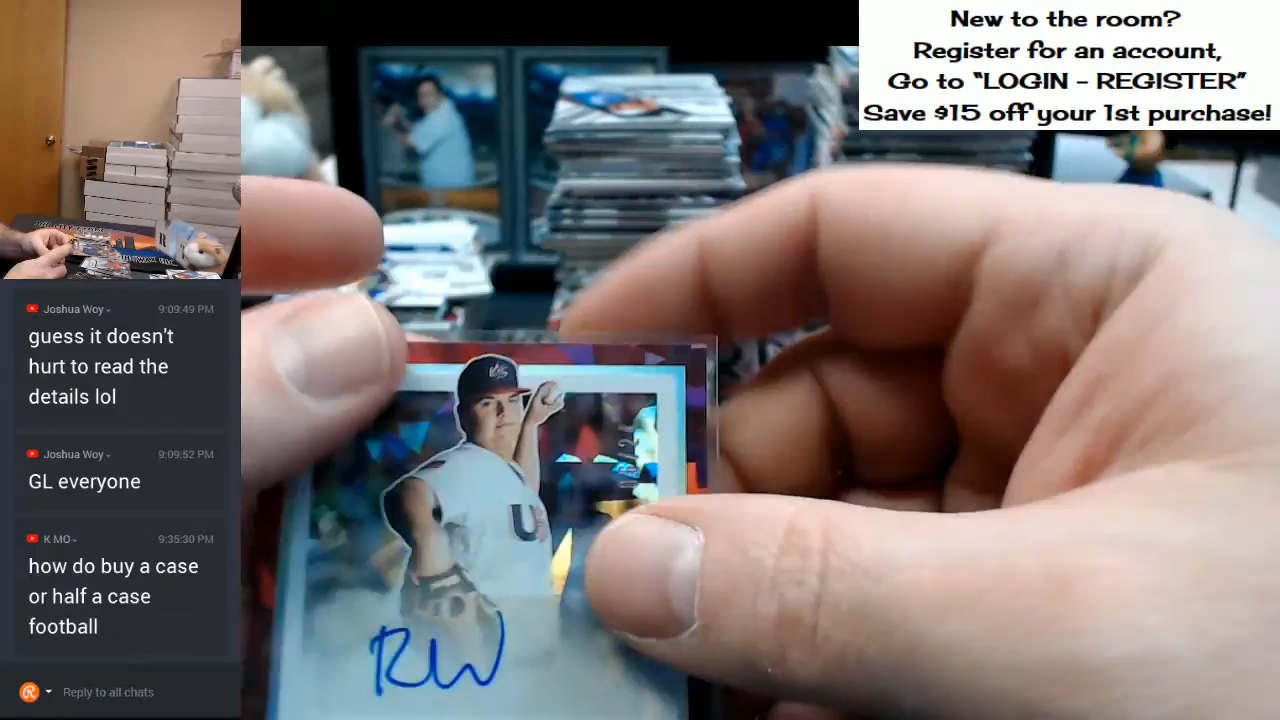 New to the room?
Register for an account,
Go to "LOGIN - REGISTER"
Save $15 off your 1st purchase!
Joshua Woy 9:09:49 PM
guess it doesn't
hurt to read the
details lol
Joshua Woy 9:09:52 PM
GL everyone
K MO 9:35:30 PM
how do buy a case
or half a case
football
Reply to all chats
RW